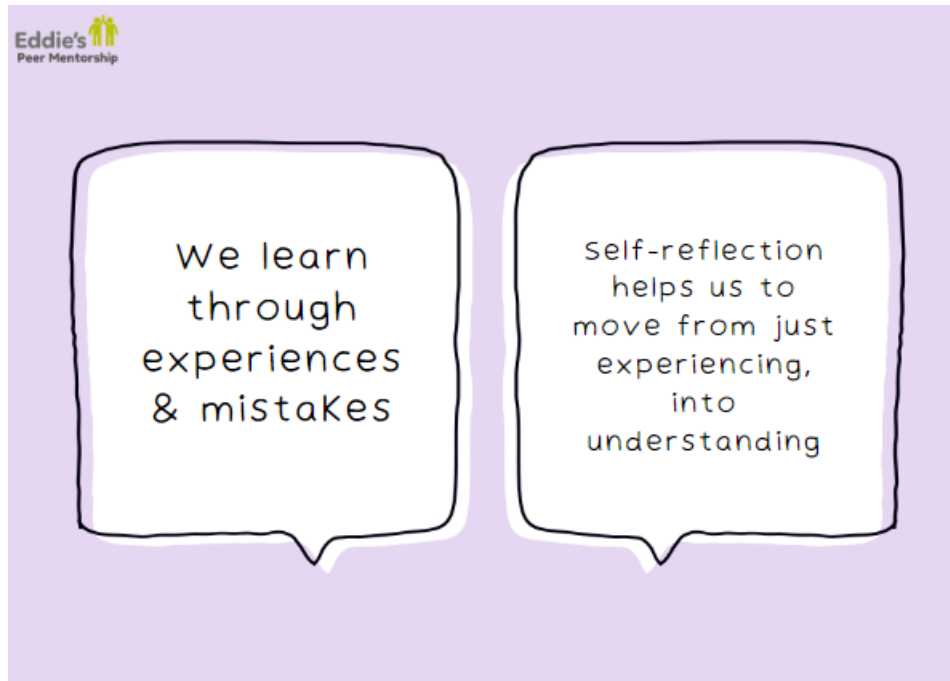 Eddie's
Peer Mentorship
We learn
through
experiences
& mistakes
Self-reflection
helps us to
move from just
experiencing,
into
understanding